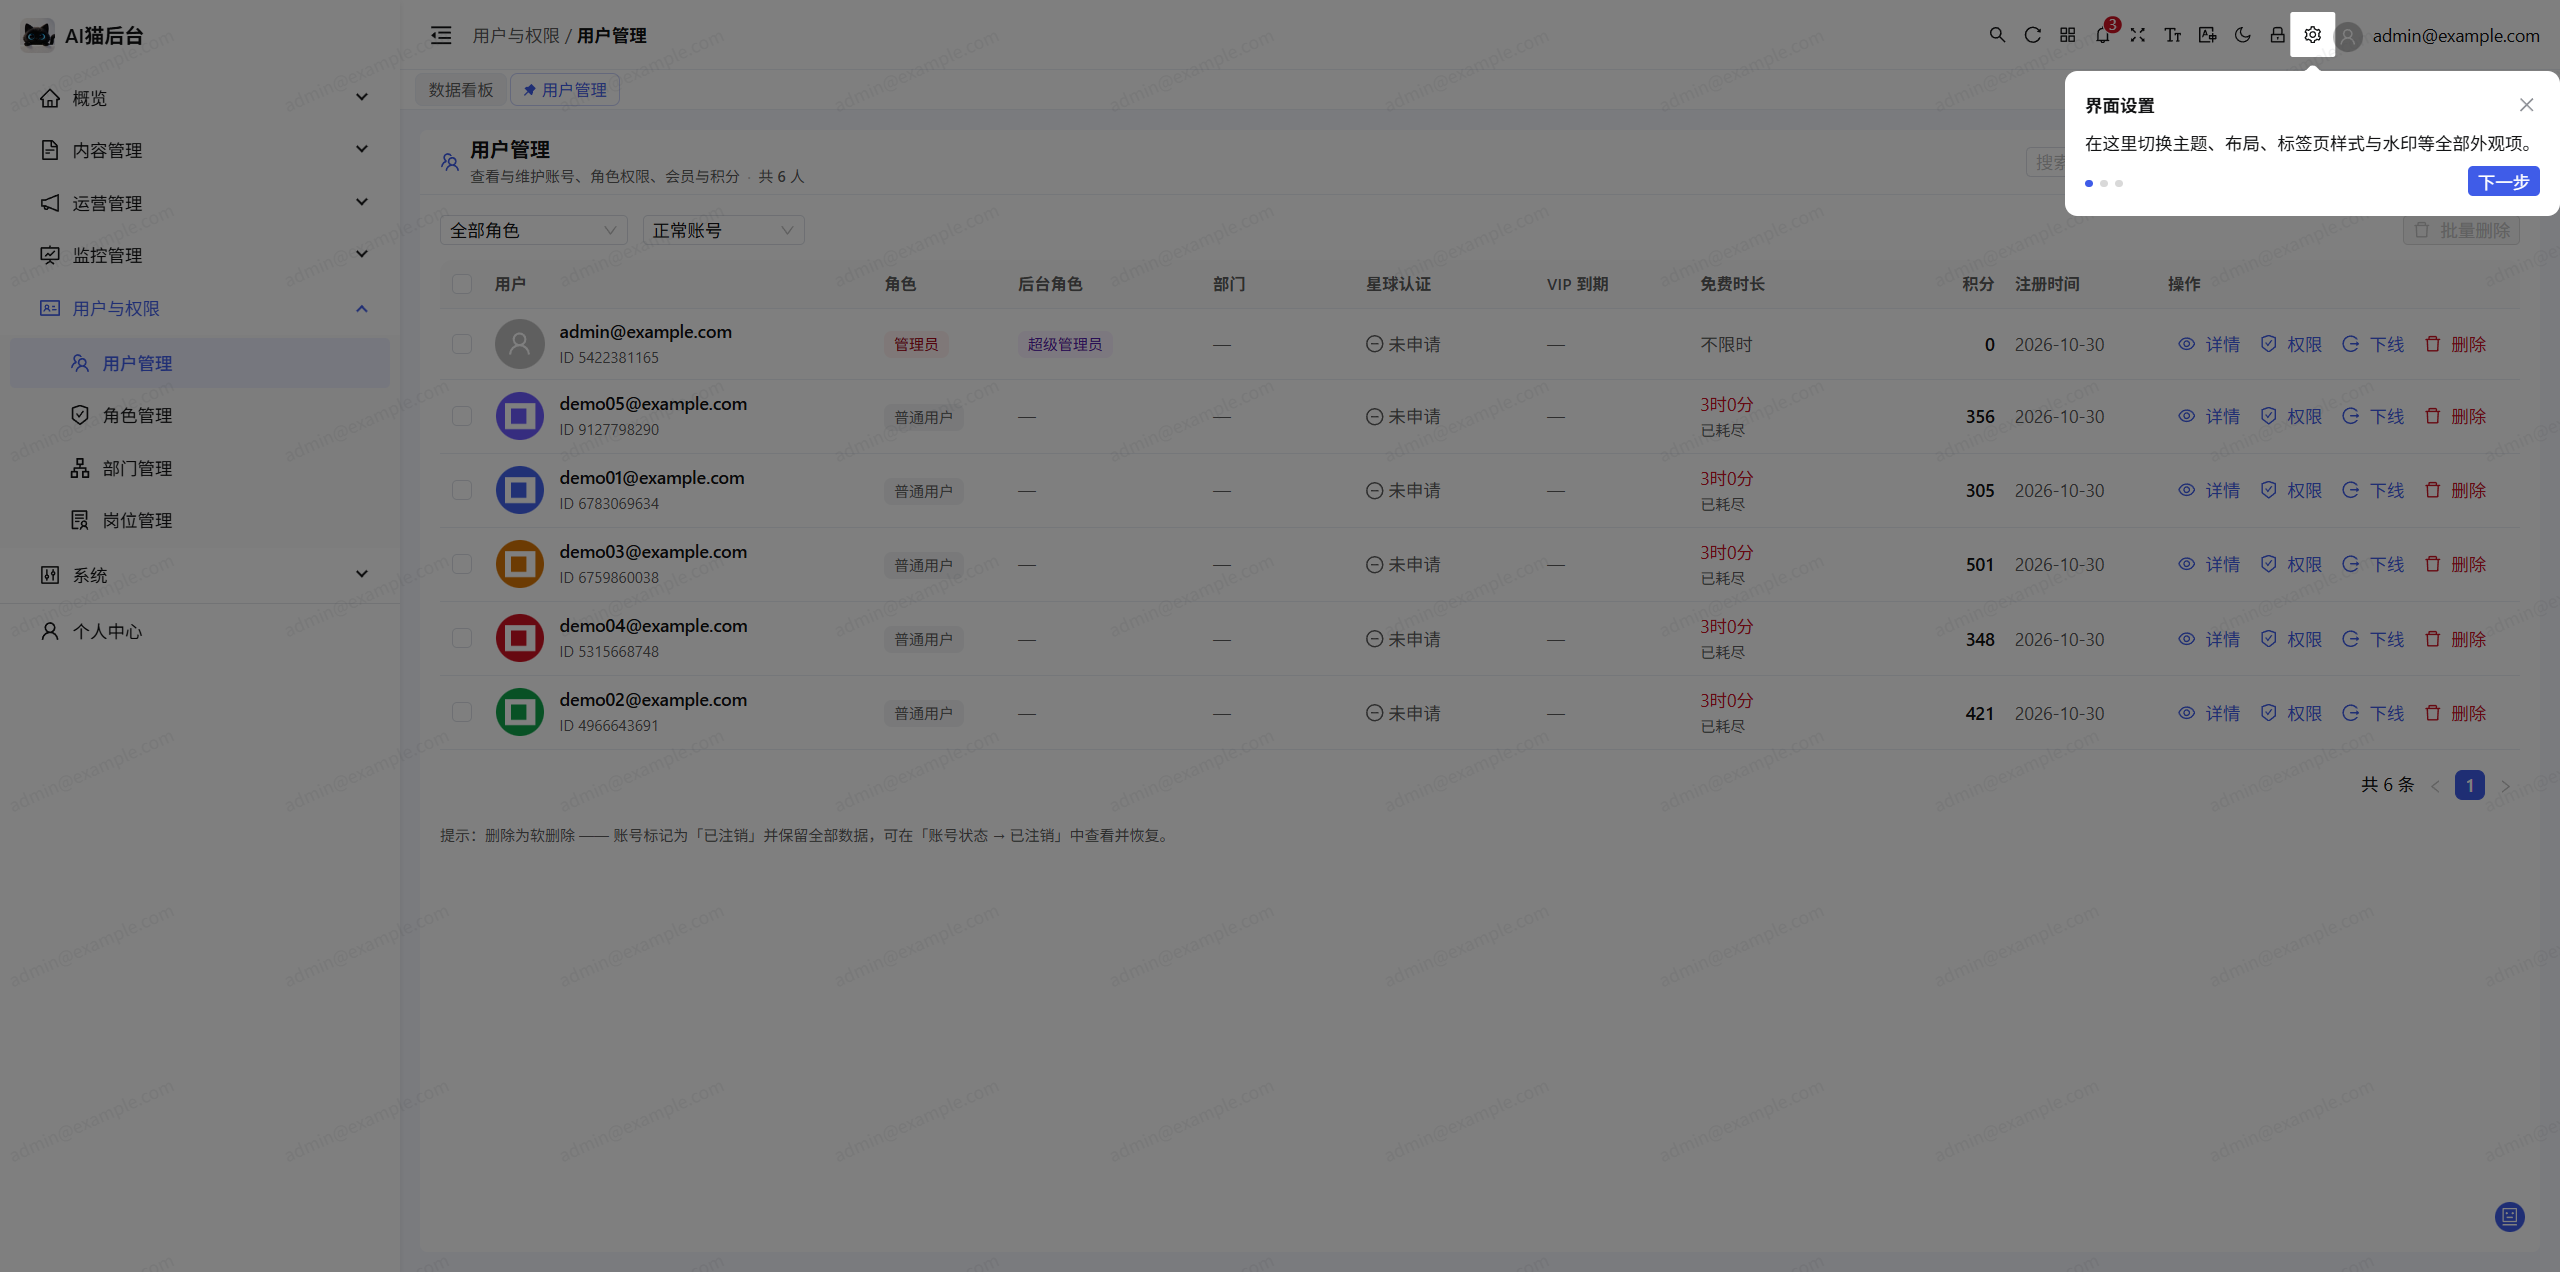 AI猫后台
用户与权限 / 用户管理
3
admin@example.com
概览
内容管理
运营管理
监控管理
用户与权限
用户管理
角色管理
部门管理
岗位管理
系统
个人中心
数据看板
用户管理
界面设置
在这里切换主题、布局、标签页样式与水印等全部外观项。
下一步
用户管理
查看与维护账号、角色权限、会员与积分 · 共 6 人
全部角色
正常账号
批量删除
用户 角色 后台角色 部门 星球认证 VIP 到期 免费时长 积分 注册时间 操作
admin@example.com
ID 5422381165
管理员 超级管理员 — 未申请 — 不限时 0 2026-10-30 详情 权限 下线 删除
demo05@example.com
ID 9127798290
普通用户 — — 未申请 — 3时0分 已耗尽 356 2026-10-30 详情 权限 下线 删除
demo01@example.com
ID 6783069634
普通用户 — — 未申请 — 3时0分 已耗尽 305 2026-10-30 详情 权限 下线 删除
demo03@example.com
ID 6759860038
普通用户 — — 未申请 — 3时0分 已耗尽 501 2026-10-30 详情 权限 下线 删除
demo04@example.com
ID 5315668748
普通用户 — — 未申请 — 3时0分 已耗尽 348 2026-10-30 详情 权限 下线 删除
demo02@example.com
ID 4966643691
普通用户 — — 未申请 — 3时0分 已耗尽 421 2026-10-30 详情 权限 下线 删除
共 6 条 1
提示：删除为软删除 —— 账号标记为「已注销」并保留全部数据，可在「账号状态 → 已注销」中查看并恢复。